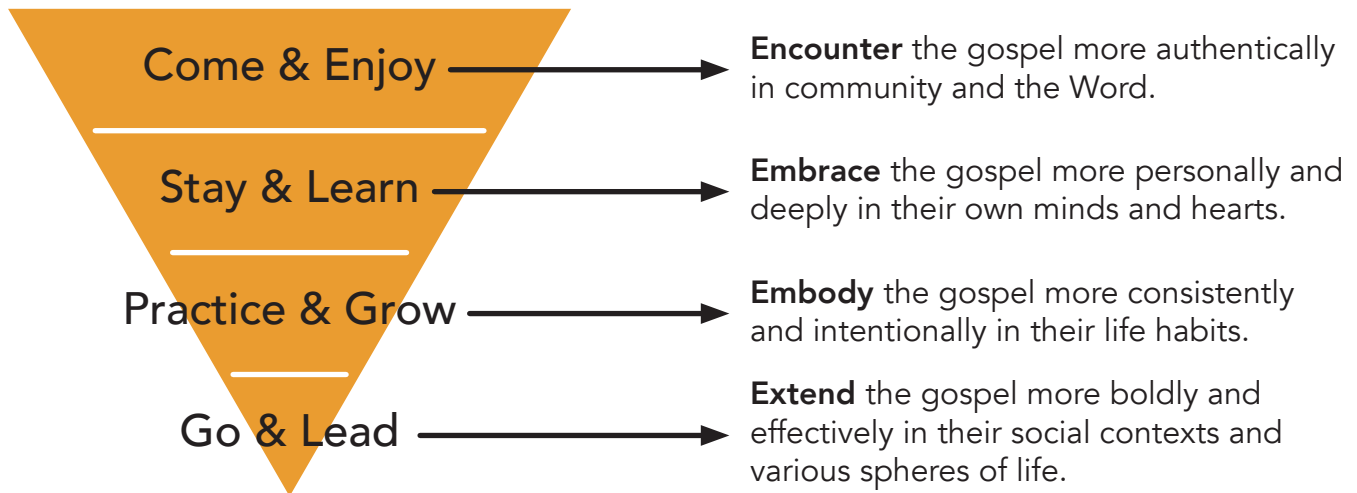 Come & Enjoy
Encounter the gospel more authentically
in community and the Word.
Stay & Learn
Embrace the gospel more personally and
deeply in their own minds and hearts.
Practice & Grow
Embody the gospel more consistently
and intentionally in their life habits.
Go & Lead
Extend the gospel more boldly and
effectively in their social contexts and
various spheres of life.